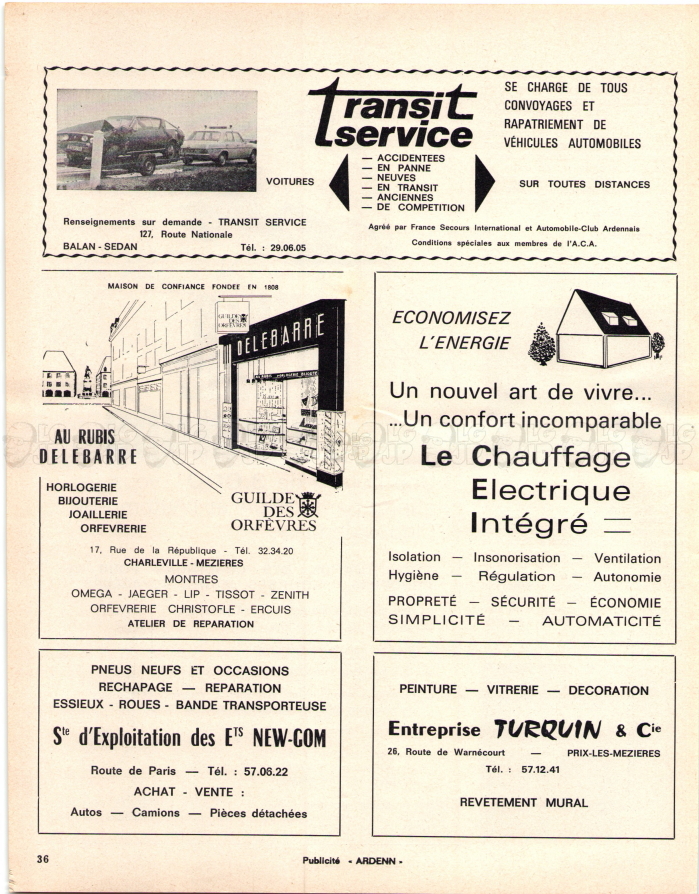 transit
service
SE CHARGE DE TOUS
CONVOYAGES ET
RAPATRIEMENT DE
VÉHICULES AUTOMOBILES
VOITURES
— ACCIDENTEES
— EN PANNE
— NEUVES
— EN TRANSIT
— ANCIENNES
— DE COMPETITION
SUR TOUTES DISTANCES
Renseignements sur demande - TRANSIT SERVICE
127, Route Nationale
BALAN - SEDAN Tél. : 29.06.05
Agréé par France Secours International et Automobile-Club Ardennais
Conditions spéciales aux membres de l'A.C.A.
MAISON DE CONFIANCE FONDEE EN 1808
GUILDE
DES
ORFÈVRES
DELEBARRE
AU RUBIS
DELEBARRE
HORLOGERIE
BIJOUTERIE
JOAILLERIE
ORFEVRERIE
GUILDE
DES
ORFÈVRES
17, Rue de la République - Tél. 32.34.20
CHARLEVILLE - MEZIERES
MONTRES
OMEGA - JAEGER - LIP - TISSOT - ZENITH
ORFEVRERIE CHRISTOFLE - ERCUIS
ATELIER DE REPARATION
ECONOMISEZ
L'ENERGIE
Un nouvel art de vivre...
...Un confort incomparable
Le Chauffage
Electrique
Intégré
Isolation — Insonorisation — Ventilation
Hygiène — Régulation — Autonomie
PROPRETÉ — SÉCURITÉ — ÉCONOMIE
SIMPLICITÉ — AUTOMATICITÉ
PNEUS NEUFS ET OCCASIONS
RECHAPAGE — REPARATION
ESSIEUX - ROUES - BANDE TRANSPORTEUSE
Ste d'Exploitation des ETS NEW-GOM
Route de Paris — Tél. : 57.06.22
ACHAT - VENTE :
Autos — Camions — Pièces détachées
PEINTURE — VITRERIE — DECORATION
Entreprise TURQUIN & Cie
26, Route de Warnécourt — PRIX-LES-MEZIERES
Tél. : 57.12.41
REVETEMENT MURAL
36
Publicité - ARDENN -